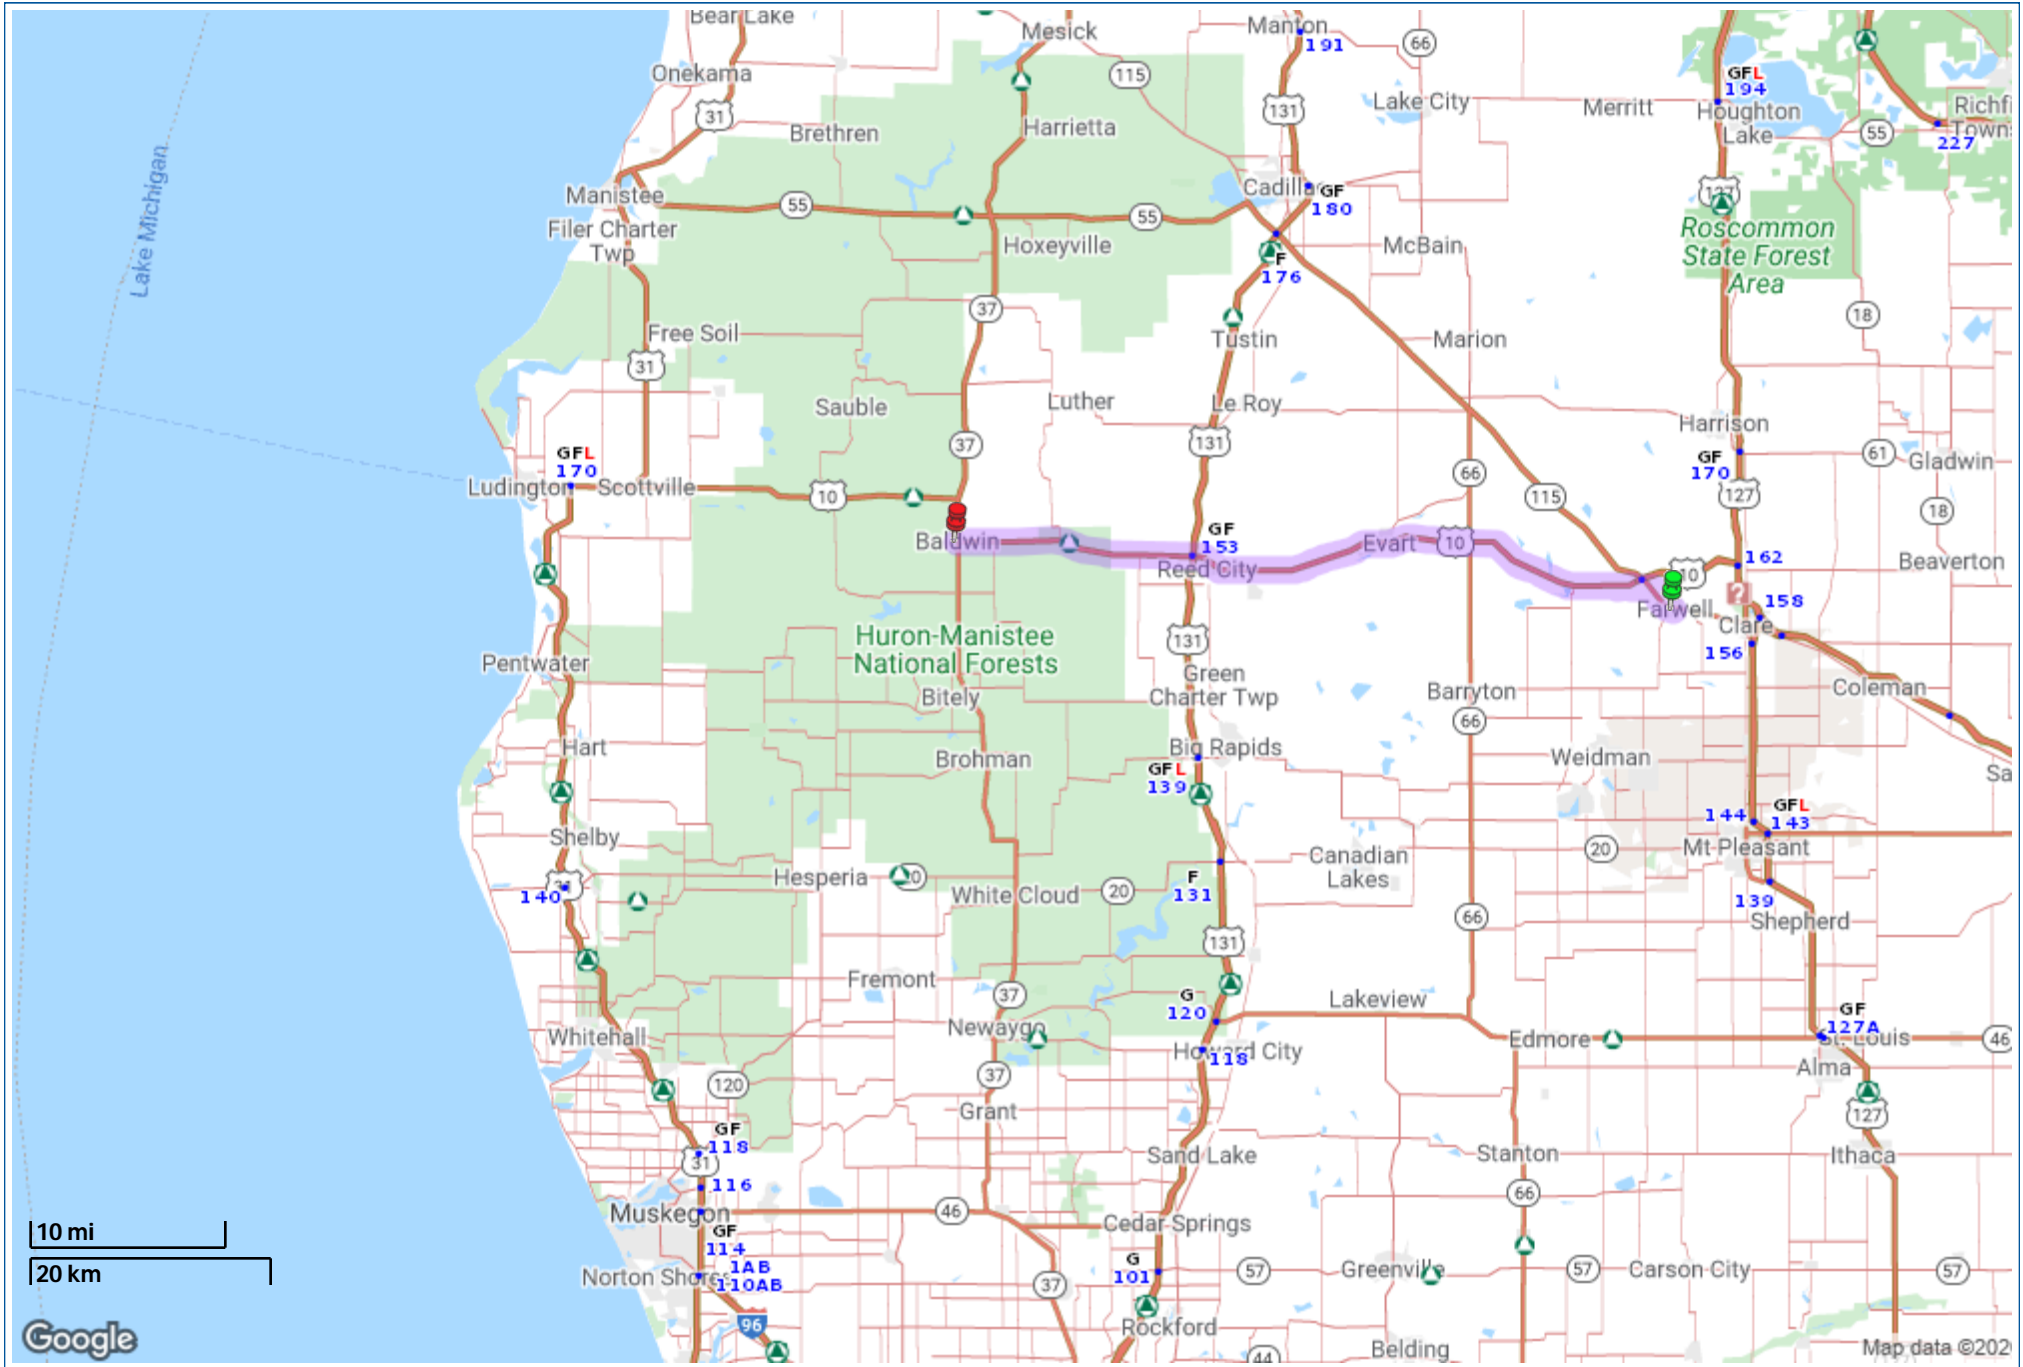 Bear Lake
Mesick
Manton
191
66
115
GFL
194
Onekama
31
Lake City
131
Merritt
Houghton
Lake
Richfi
Towns
55
227
Brethren
Harrietta
Lake Michigan
Cadilla
GF
180
127
Manistee
55
55
Filer Charter
Twp
Hoxeyville
McBain
Roscommon
State Forest
Area
F
176
37
18
Free Soil
Tustin
Marion
31
Sauble
Luther
Le Roy
Harrison
37
131
GFL
170
66
GF
170
61
Gladwin
Ludington
Scottville
10
115
127
18
Baldwin
GF
153
Evart
10
162
Reed City
10
Beaverton
Farwell
158
Clare
156
Huron-Manistee
National Forests
131
Pentwater
Green
Charter Twp
Bitely
Barryton
Coleman
66
Hart
Brohman
Big Rapids
Weidman
GFL
139
Sa
144
GFL
143
Shelby
Canadian
Lakes
20
Mt Pleasant
Hesperia
20
White Cloud
20
F
131
31
140
139
66
Shepherd
131
Fremont
37
G
120
Lakeview
Newaygo
GF
127A
Whitehall
Howard City
118
Edmore
St. Louis
46
37
Alma
120
Grant
127
GF
118
31
Sand Lake
Stanton
Ithaca
116
66
Muskegon
46
Cedar Springs
10 mi
GF
114
20 km
1AB
110AB
Norton Shores
G
101
57
Greenville
57
Carson City
57
37
96
Rockford
Google
44
Belding
Map data ©202